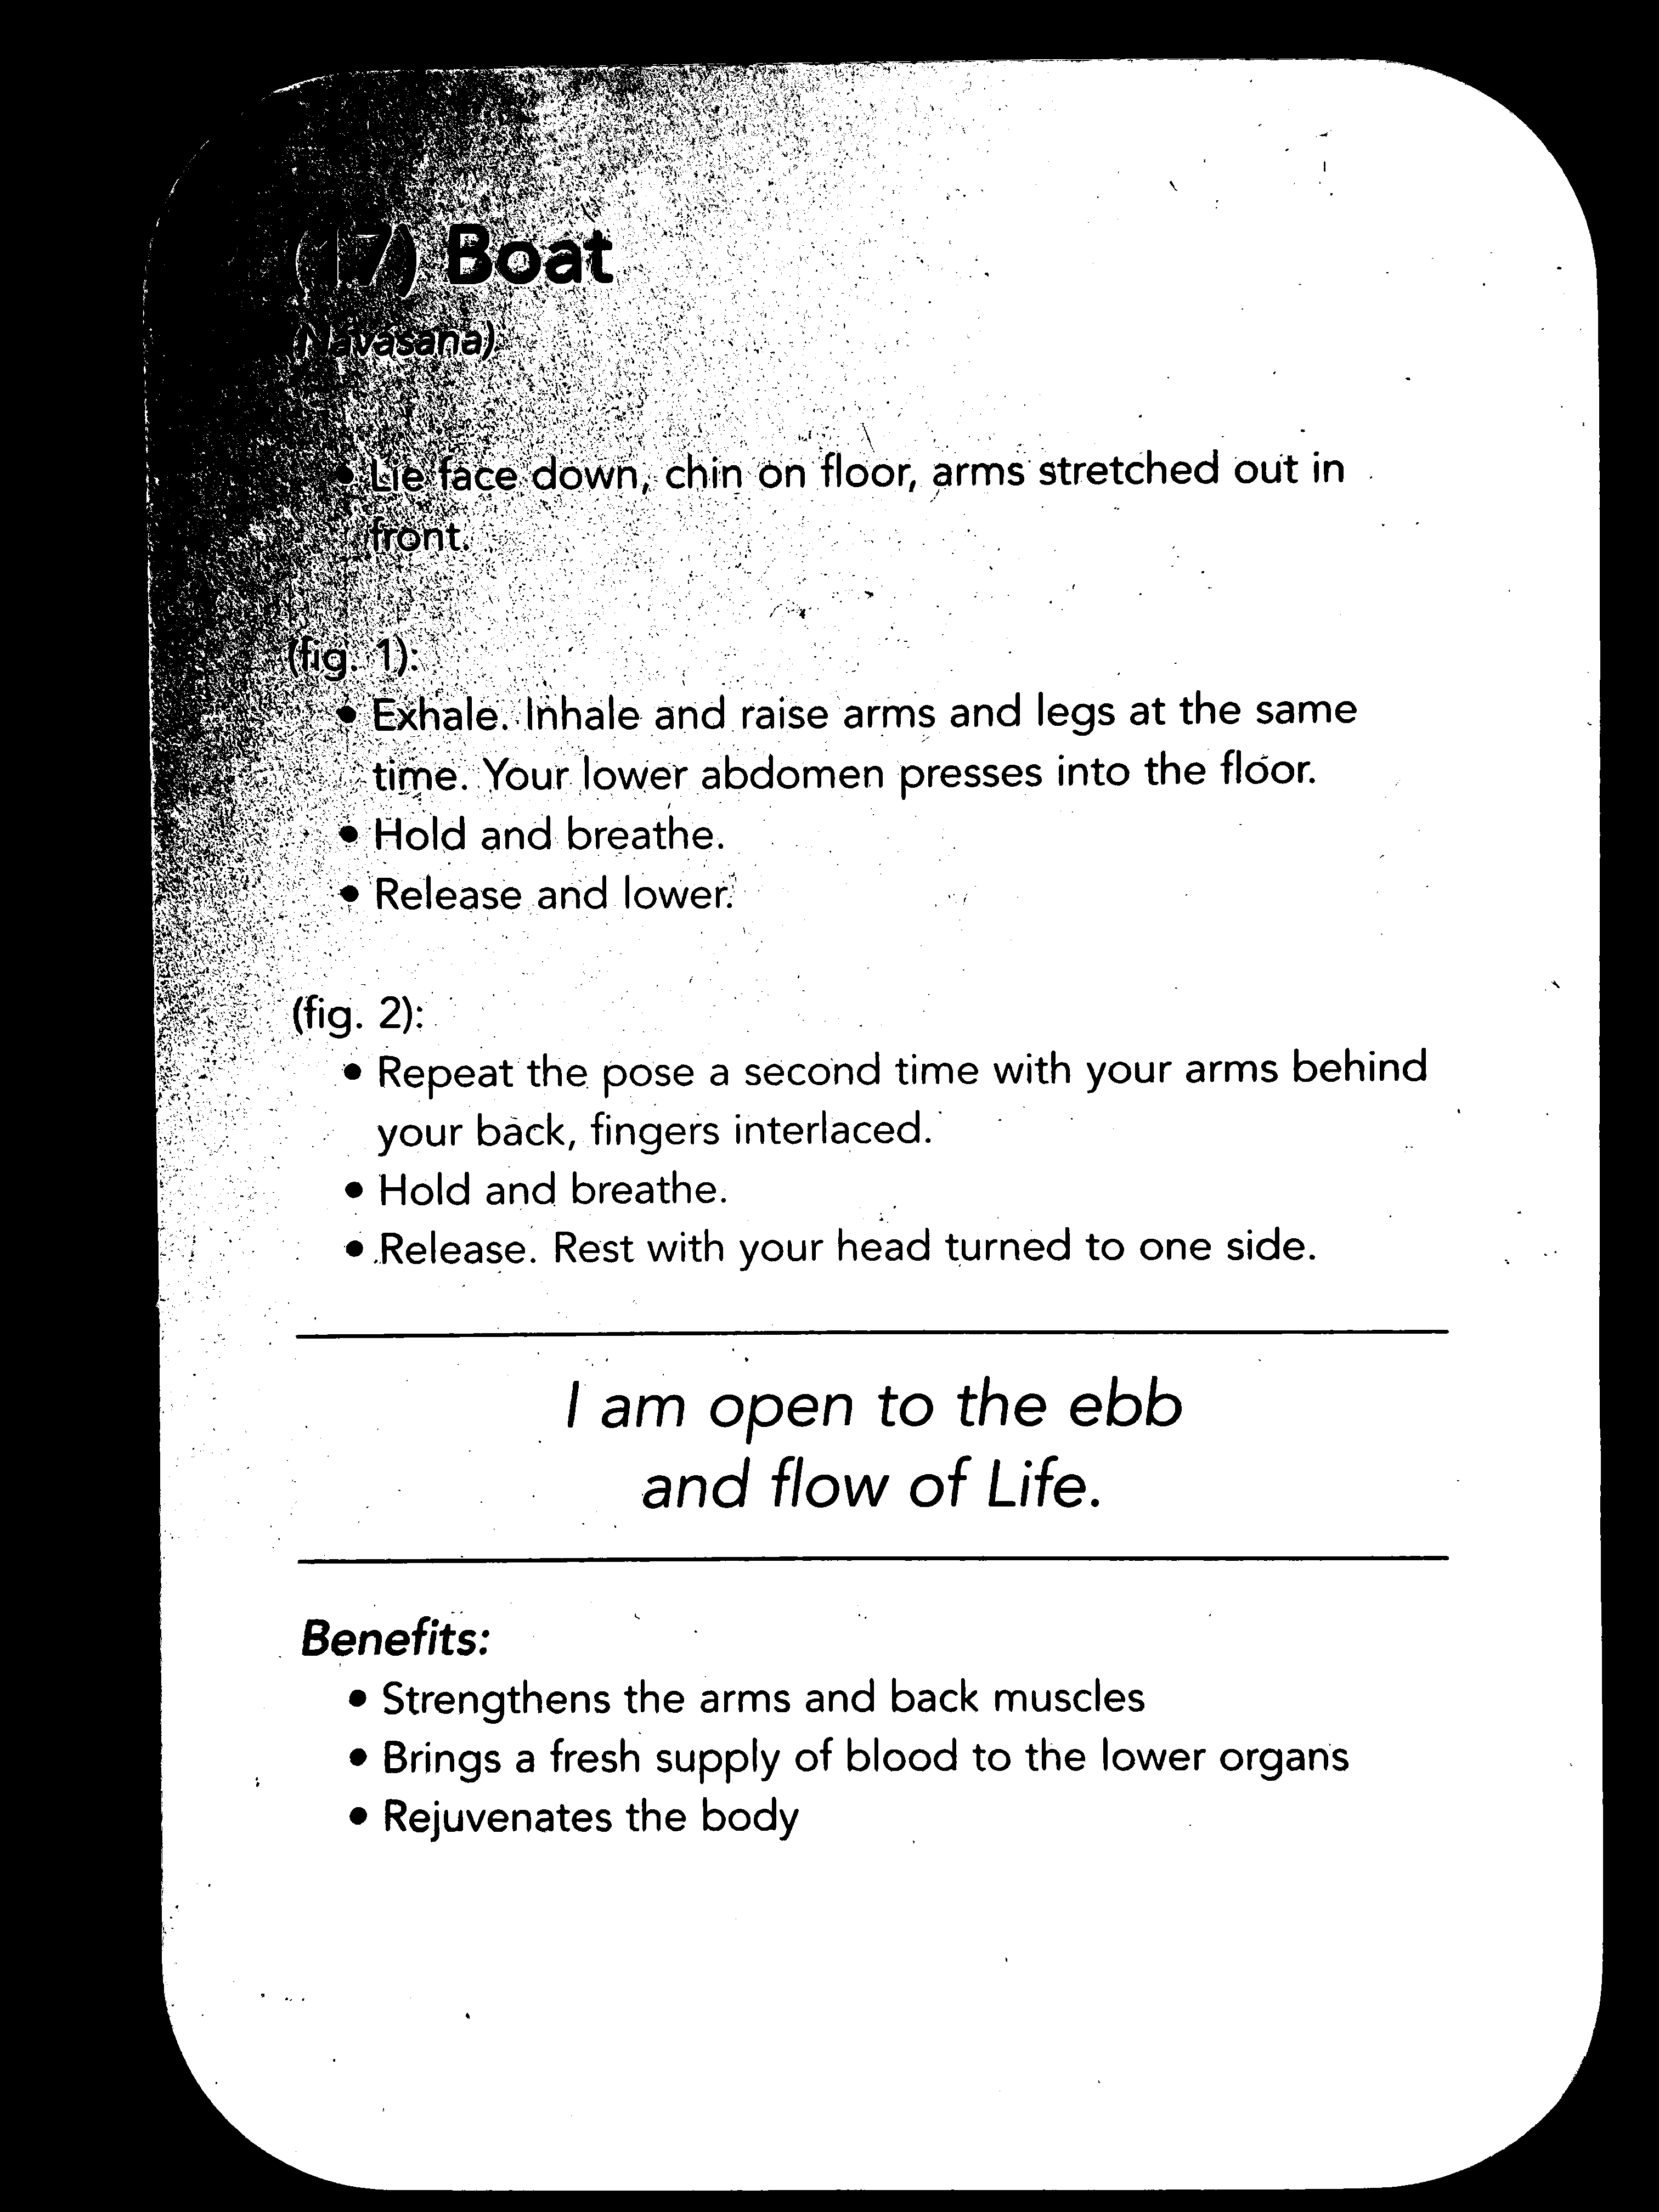 (17) Boat
(Navasana)
• Lie face down, chin on floor, arms stretched out in
front.
(fig. 1):
• Exhale. Inhale and raise arms and legs at the same
time. Your lower abdomen presses into the floor.
• Hold and breathe.
• Release and lower.
(fig. 2):
• Repeat the pose a second time with your arms behind
your back, fingers interlaced.
• Hold and breathe.
• Release. Rest with your head turned to one side.
I am open to the ebb
and flow of Life.
Benefits:
• Strengthens the arms and back muscles
• Brings a fresh supply of blood to the lower organs
• Rejuvenates the body